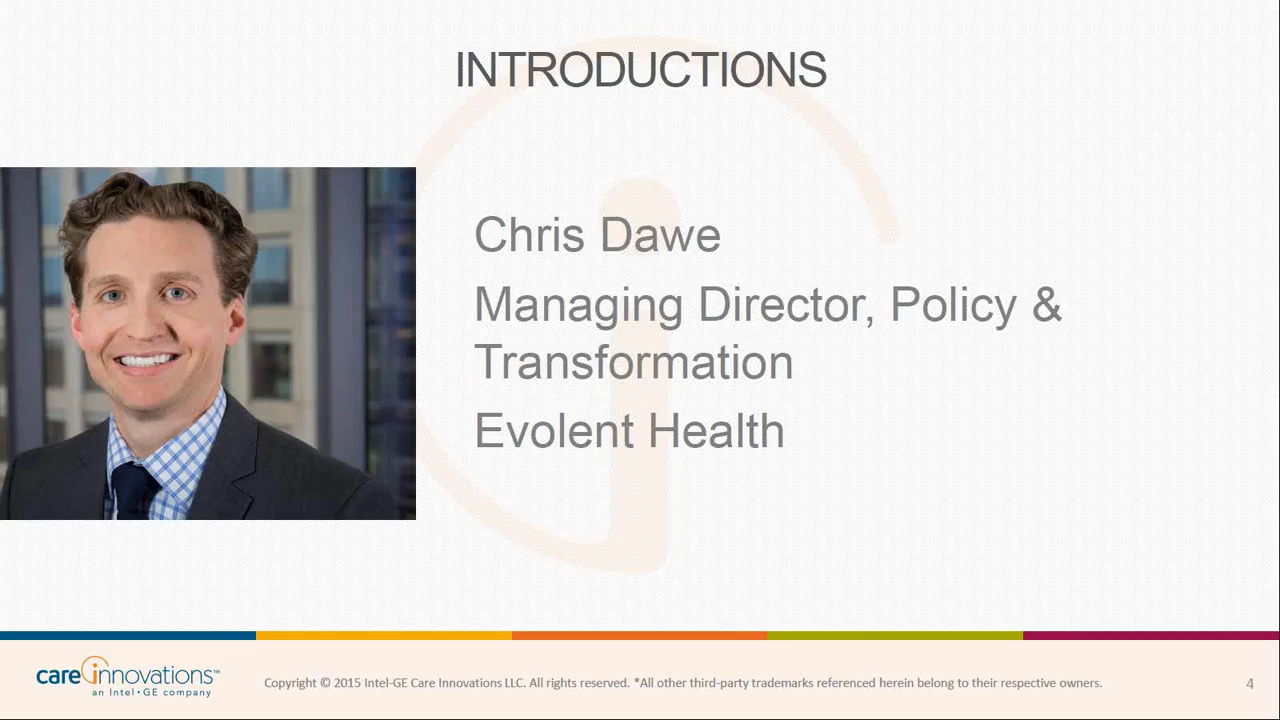 INTRODUCTIONS
Chris Dawe
Managing Director, Policy &
Transformation
Evolent Health
care innovations™
an Intel•GE company
Copyright © 2015 Intel-GE Care Innovations LLC. All rights reserved. *All other third-party trademarks referenced herein belong to their respective owners.
4